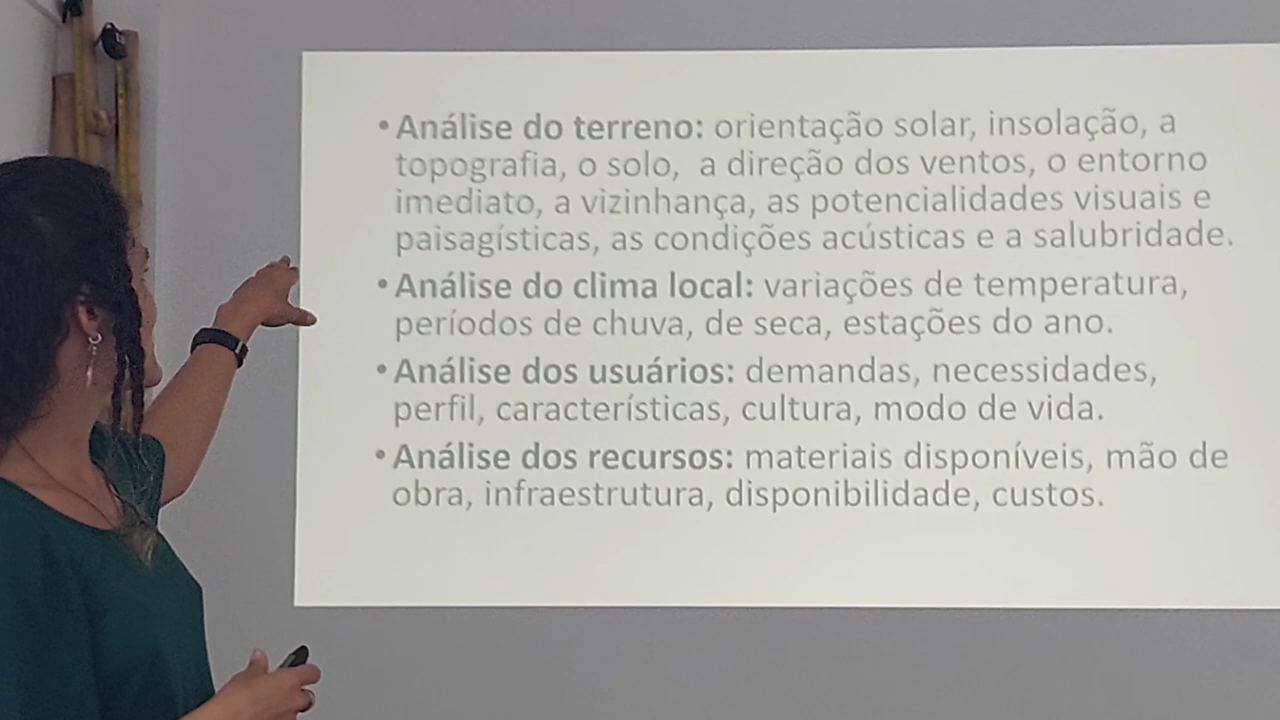 • Análise do terreno: orientação solar, insolação, a
topografia, o solo, a direção dos ventos, o entorno
imediato, a vizinhança, as potencialidades visuais e
paisagísticas, as condições acústicas e a salubridade.
• Análise do clima local: variações de temperatura,
períodos de chuva, de seca, estações do ano.
• Análise dos usuários: demandas, necessidades,
perfil, características, cultura, modo de vida.
• Análise dos recursos: materiais disponíveis, mão de
obra, infraestrutura, disponibilidade, custos.